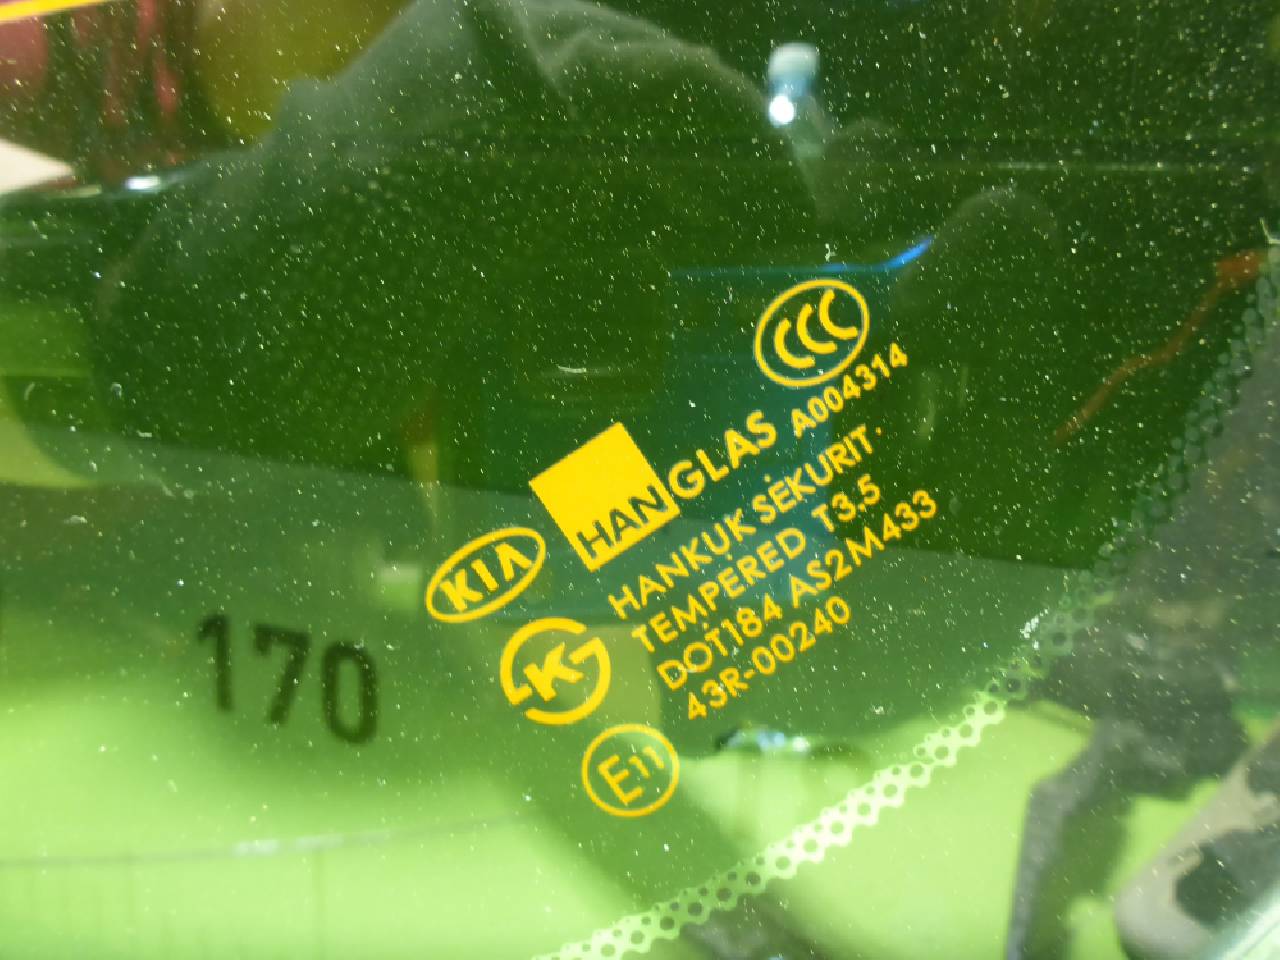 CCC
A004314
HANGLAS
KIA
HANKUK SEKURIT.
TEMPERED T3.5
DOT184 AS2M433
43R-00240
K
E11
170